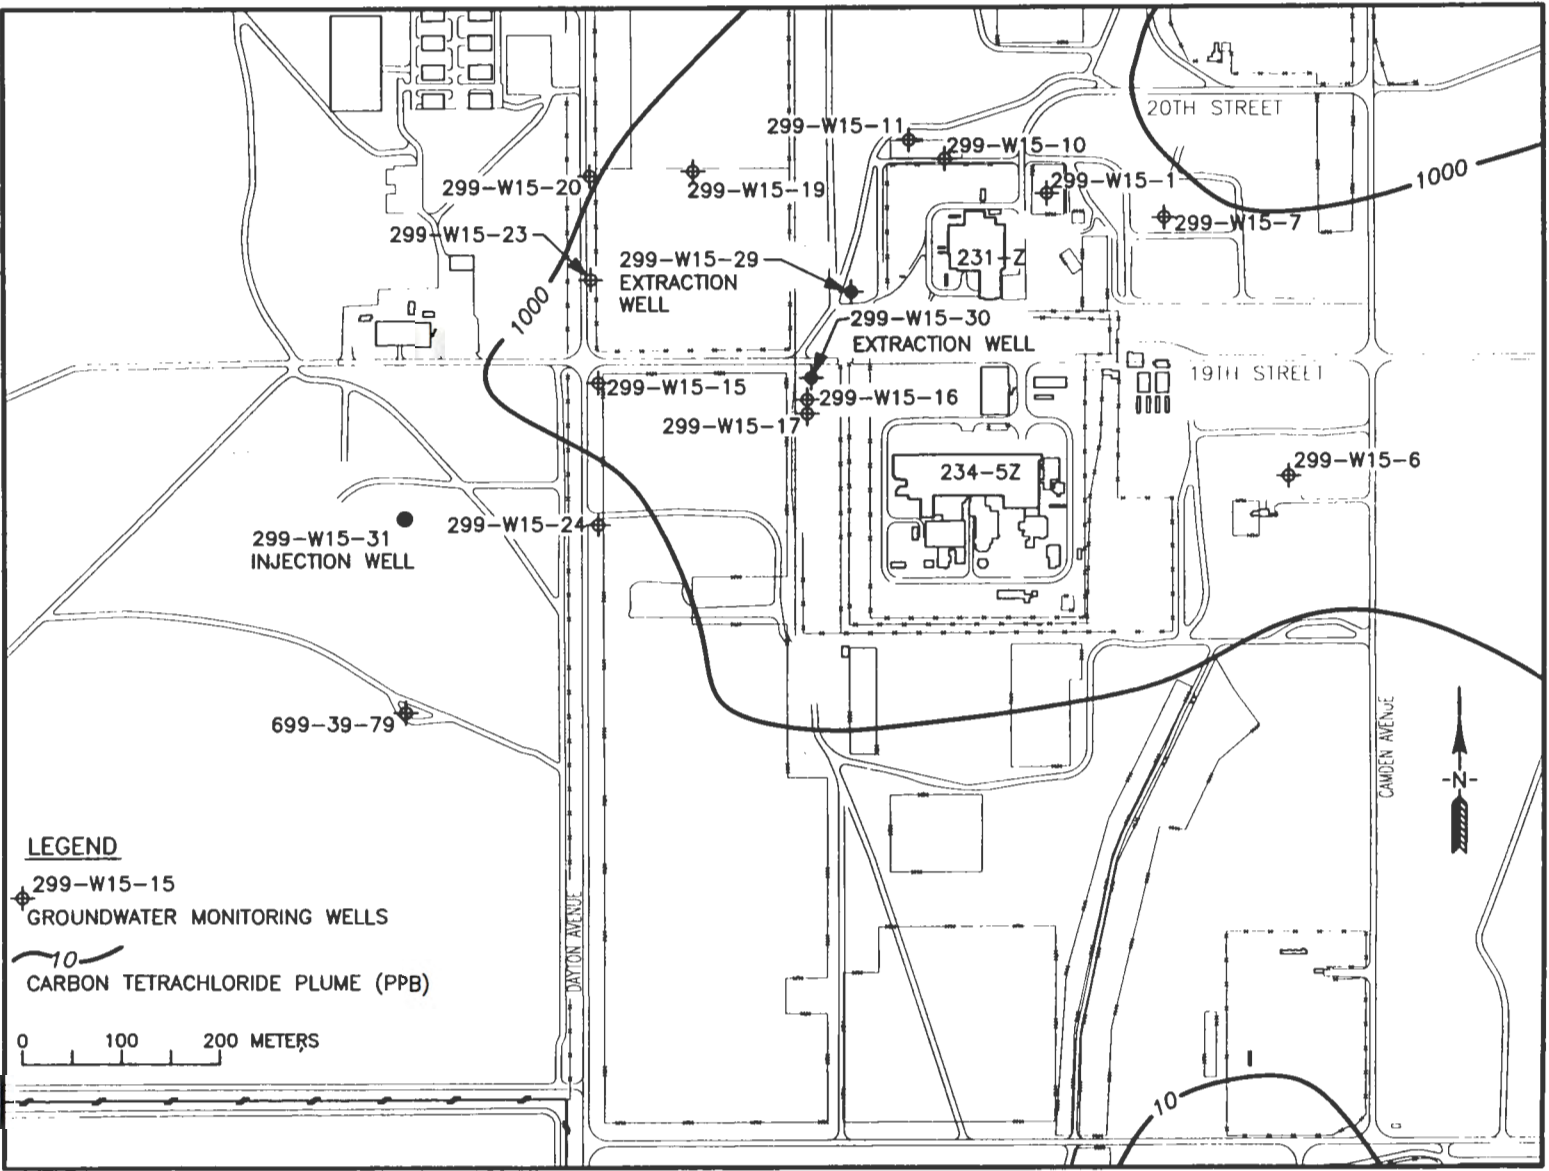 20TH STREET
299-W15-11
299-W15-10
1000
299-W15-20
299-W15-19
299-W15-1
299-W15-7
299-W15-23
299-W15-29
EXTRACTION
WELL
231-Z
1000
299-W15-30
EXTRACTION WELL
19TH STREET
299-W15-15
299-W15-16
299-W15-17
299-W15-6
234-5Z
299-W15-24
299-W15-31
INJECTION WELL
699-39-79
CAMDEN AVENUE
-N-
LEGEND
299-W15-15
GROUNDWATER MONITORING WELLS
10
CARBON TETRACHLORIDE PLUME (PPB)
DAYTON AVENUE
0 100 200 METERS
10